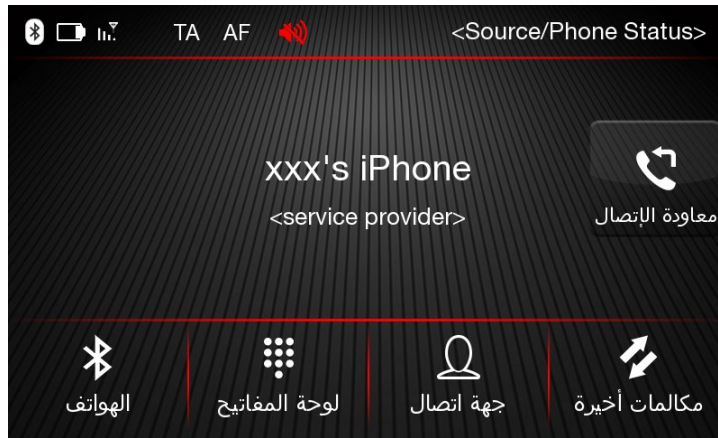 TA AF <Source/Phone Status>
xxx's iPhone
<service provider>
معاودة الإتصال
الهواتف
لوحة المفاتيح
جهة اتصال
مكالمات أخيرة